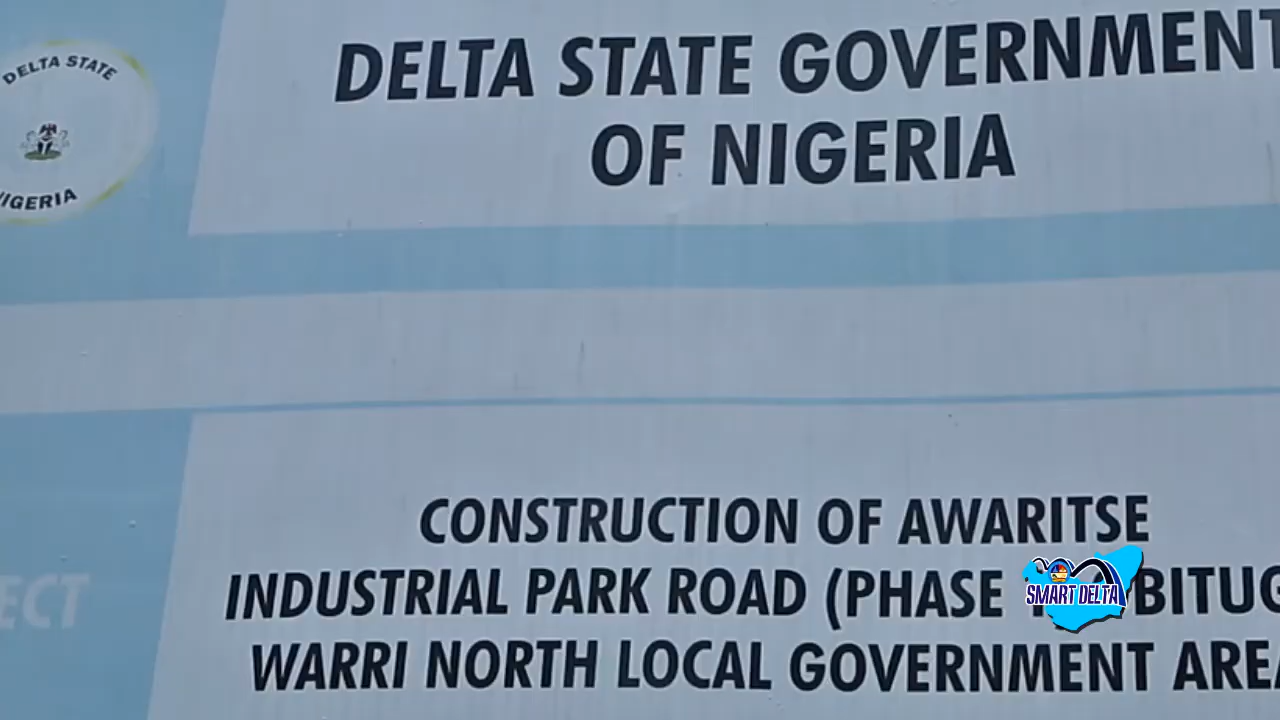 DELTA STATE
NIGERIA
DELTA STATE GOVERNMENT
OF NIGERIA
CONSTRUCTION OF AWARITSE
INDUSTRIAL PARK ROAD (PHASE
WARRI NORTH LOCAL GOVERNMENT AREA
SMART DELTA